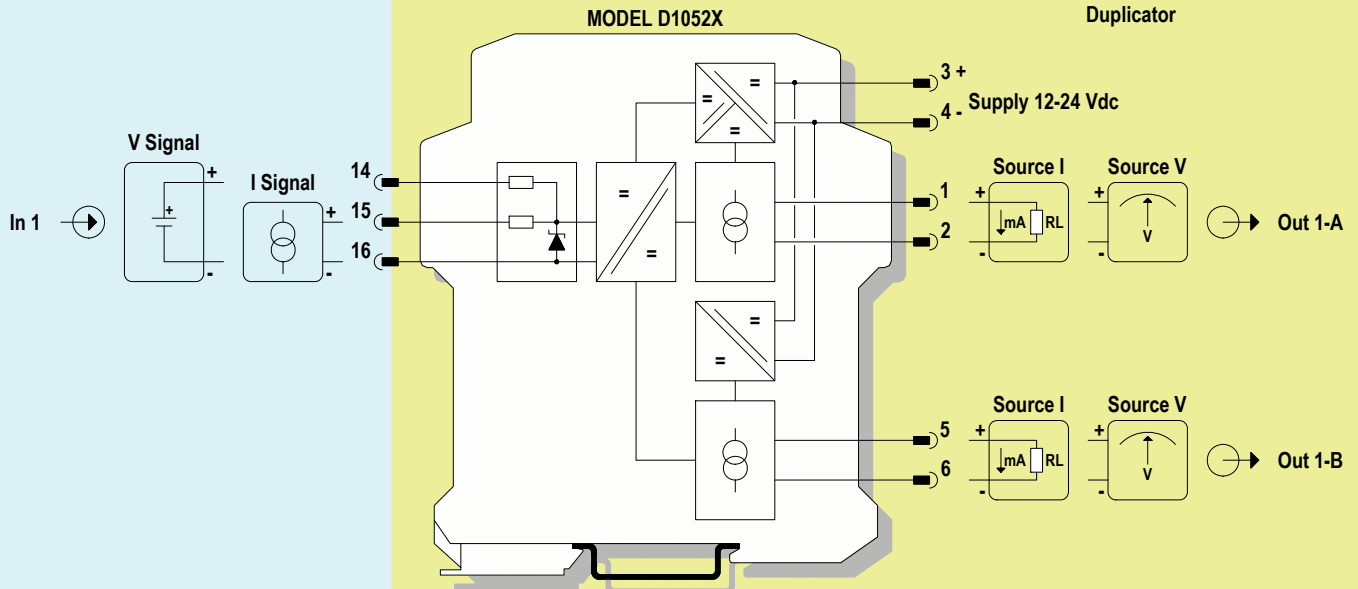 MODEL D1052X
Duplicator
In 1
V Signal
+
+
-
I Signal
+
-
14
15
16
=
=
=
=
=
=
=
3 +
4 -
Supply 12-24 Vdc
1
2
Source I
+
mA
RL
-
Source V
+
V
-
Out 1-A
5
6
Source I
+
mA
RL
-
Source V
+
V
-
Out 1-B